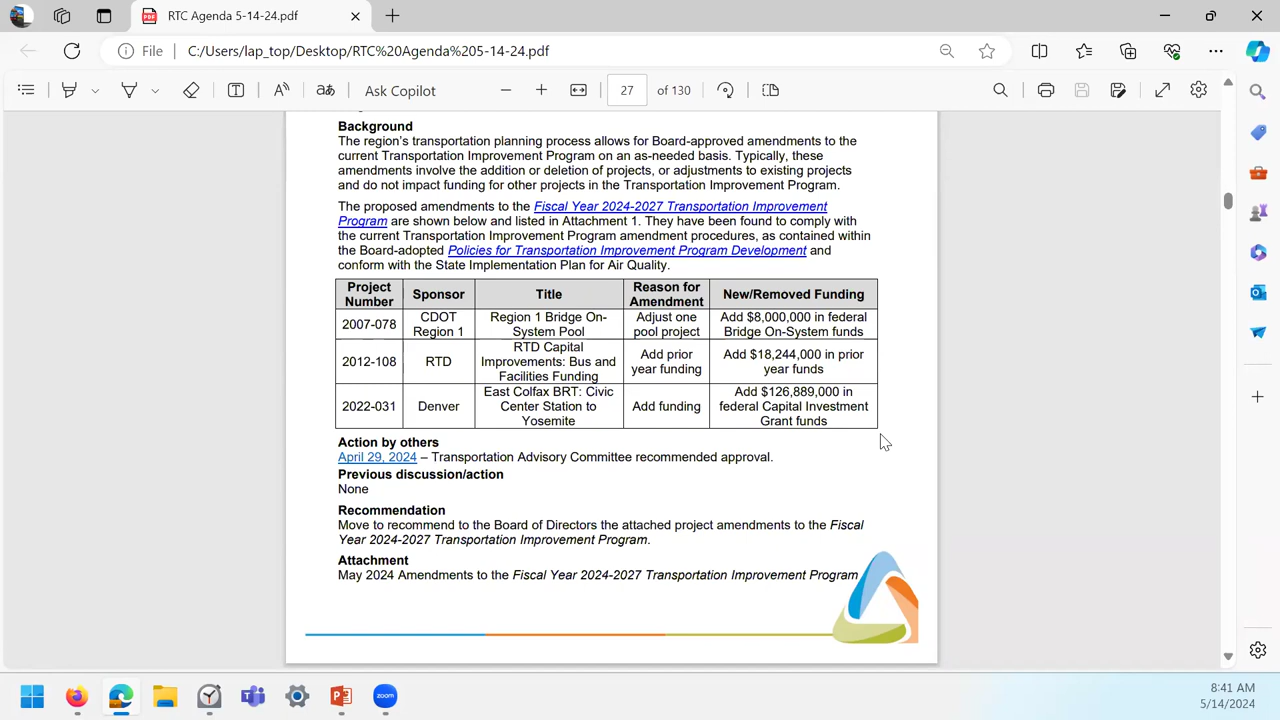 RTC Agenda 5-14-24.pdf
File
C:/Users/lap_top/Desktop/RTC%20Agenda%205-14-24.pdf
Ask Copilot
27 of 130
Background
The region's transportation planning process allows for Board-approved amendments to the
current Transportation Improvement Program on an as-needed basis. Typically, these
amendments involve the addition or deletion of projects, or adjustments to existing projects
and do not impact funding for other projects in the Transportation Improvement Program.
The proposed amendments to the Fiscal Year 2024-2027 Transportation Improvement
Program are shown below and listed in Attachment 1. They have been found to comply with
the current Transportation Improvement Program amendment procedures, as contained within
the Board-adopted Policies for Transportation Improvement Program Development and
conform with the State Implementation Plan for Air Quality.
Project Number Sponsor Title Reason for Amendment New/Removed Funding
2007-078 CDOT Region 1 Region 1 Bridge On-System Pool Adjust one pool project Add $8,000,000 in federal Bridge On-System funds
2012-108 RTD RTD Capital Improvements: Bus and Facilities Funding Add prior year funding Add $18,244,000 in prior year funds
2022-031 Denver East Colfax BRT: Civic Center Station to Yosemite Add funding Add $126,889,000 in federal Capital Investment Grant funds
Action by others
April 29, 2024 – Transportation Advisory Committee recommended approval.
Previous discussion/action
None
Recommendation
Move to recommend to the Board of Directors the attached project amendments to the Fiscal
Year 2024-2027 Transportation Improvement Program.
Attachment
May 2024 Amendments to the Fiscal Year 2024-2027 Transportation Improvement Program
zoom
8:41 AM
5/14/2024